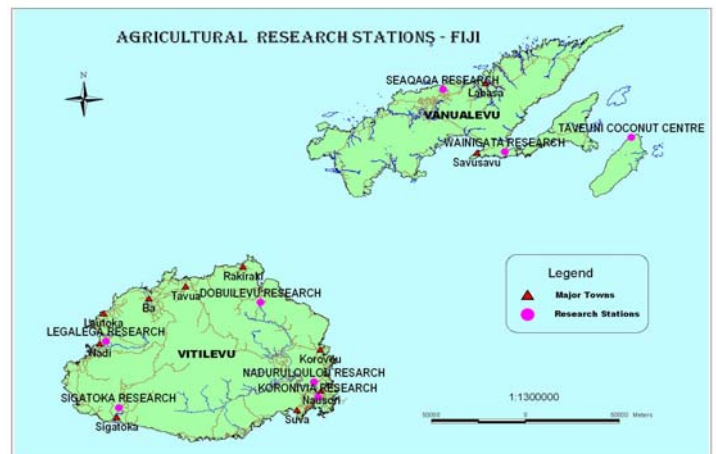 AGRICULTURAL RESEARCH STATIONS - FIJI
N
SEAQAQA RESEARCH
Labasa
VANUALEVU
TAVEUNI COCONUT CENTRE
WAINIGATA RESEARCH
Savusavu
Rakiraki
Tavua
DOBUILEVU RESEARCH
Ba
Lautoka
LEGALEGA RESEARCH
Nadi
VITILEVU
Korovou
NADURULOULOU RESARCH
KORONIVIA RESEARCH
Nausori
SIGATOKA RESEARCH
Suva
Sigatoka
Legend
Major Towns
Research Stations
1:1300000
50000 0 50000 Meters